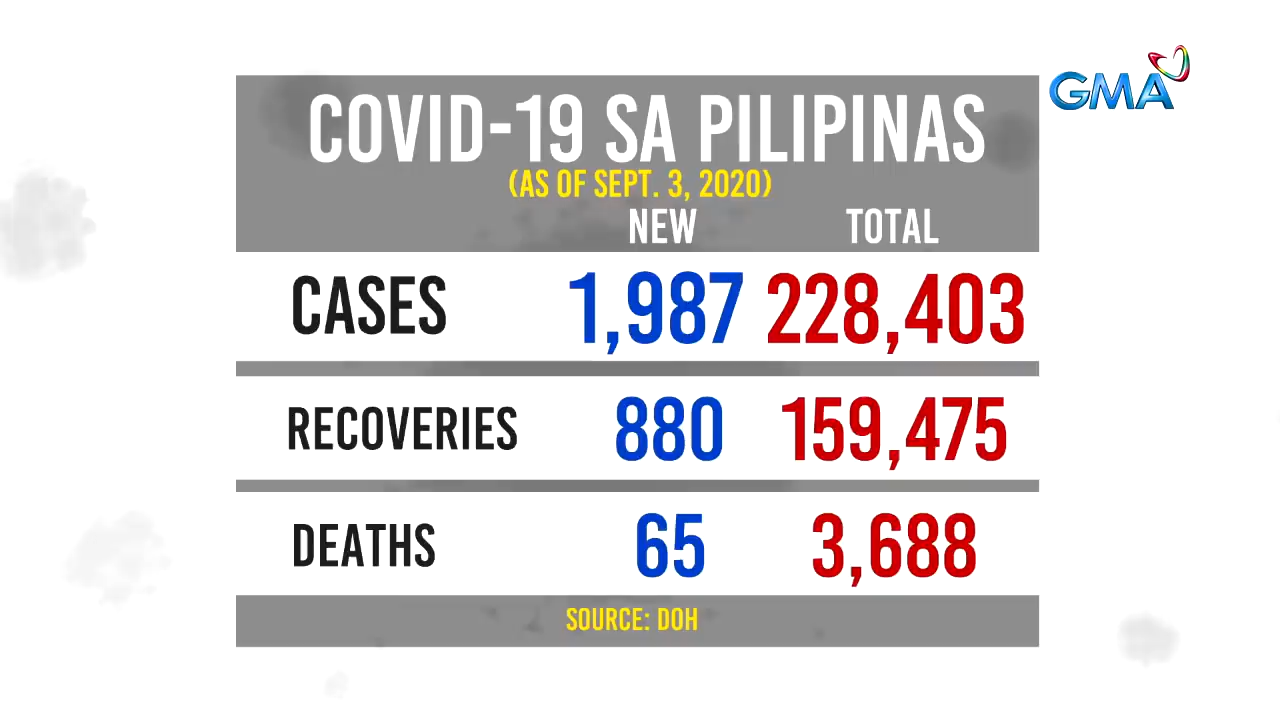 GMA
COVID-19 SA PILIPINAS
(AS OF SEPT. 3, 2020)
NEW TOTAL
CASES 1,987 228,403
RECOVERIES 880 159,475
DEATHS 65 3,688
SOURCE: DOH